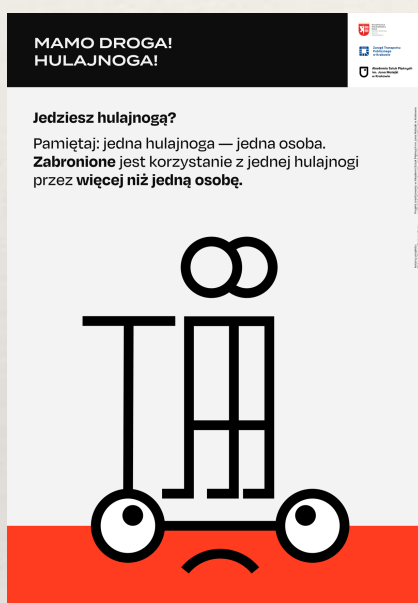 MAMO DROGA!
HULAJNOGA!
Zarząd Transportu
Publicznego
w Krakowie
Akademia Sztuk Pięknych
im. Jana Matejki
w Krakowie
Jedziesz hulajnogą?
Pamiętaj: jedna hulajnoga — jedna osoba.
Zabronione jest korzystanie z jednej hulajnogi
przez więcej niż jedną osobę.